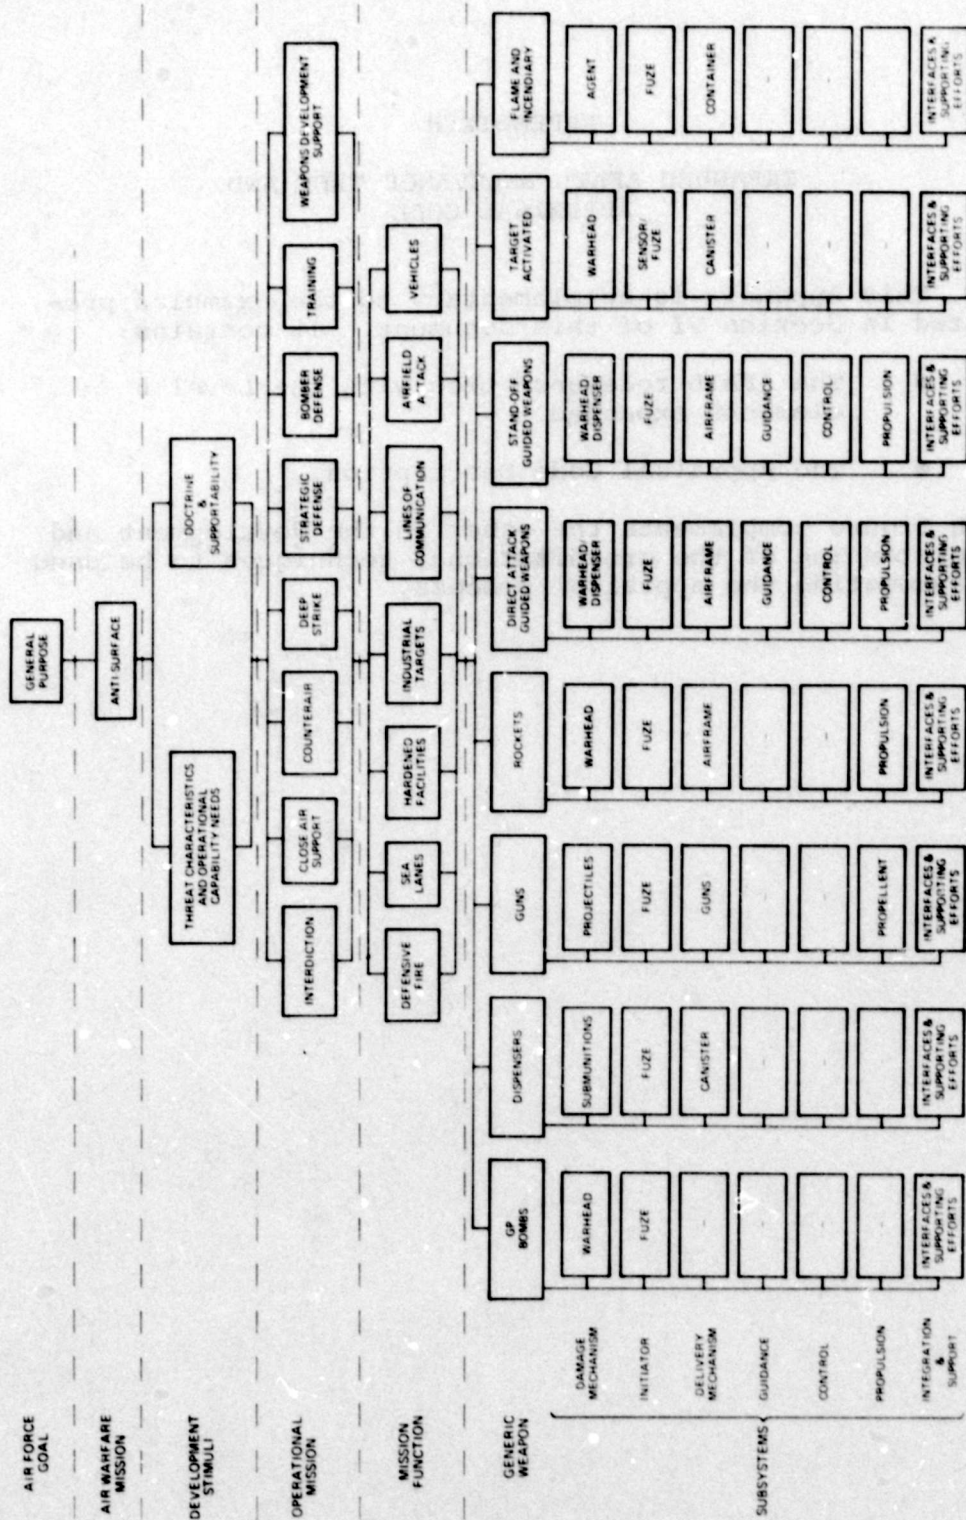 AIR FORCE
GOAL
GENERAL
PURPOSE
AIR WARFARE
MISSION
ANTI SURFACE
DEVELOPMENT
STIMULI
THREAT CHARACTERISTICS
AND OPERATIONAL
CAPABILITY NEEDS
DOCTRINE
&
SUPPORTABILITY
OPERATIONAL
MISSION
INTERDICTION
CLOSE AIR
SUPPORT
COUNTERAIR
DEEP
STRIKE
STRATEGIC
DEFENSE
BOMBER
DEFENSE
TRAINING
WEAPONS DEVELOPMENT
SUPPORT
MISSION
FUNCTION
DEFENSIVE
FIRE
SEA
LANES
HARDENED
FACILITIES
INDUSTRIAL
TARGETS
LINES OF
COMMUNICATION
AIRFIELD
ATTACK
VEHICLES
GENERIC
WEAPON
GP
BOMBS
DISPENSERS
GUNS
ROCKETS
DIRECT ATTACK
GUIDED WEAPONS
STAND-OFF
GUIDED WEAPONS
TARGET
ACTIVATED
FLAME AND
INCENDIARY
SUBSYSTEMS
DAMAGE
MECHANISM
WARHEAD
SUBMUNITIONS
PROJECTILES
WARHEAD
WARHEAD
DISPENSER
WARHEAD
DISPENSER
WARHEAD
AGENT
INITIATOR
FUZE
FUZE
FUZE
FUZE
FUZE
FUZE
SENSOR/
FUZE
FUZE
DELIVERY
MECHANISM
-
CANISTER
GUNS
AIRFRAME
AIRFRAME
AIRFRAME
CANISTER
CONTAINER
GUIDANCE
-
-
-
-
GUIDANCE
GUIDANCE
-
-
CONTROL
-
-
-
-
CONTROL
CONTROL
-
-
PROPULSION
-
-
PROPELLENT
PROPULSION
PROPULSION
PROPULSION
-
-
INTEGRATION
&
SUPPORT
INTERFACES &
SUPPORTING
EFFORTS
INTERFACES &
SUPPORTING
EFFORTS
INTERFACES &
SUPPORTING
EFFORTS
INTERFACES &
SUPPORTING
EFFORTS
INTERFACES &
SUPPORTING
EFFORTS
INTERFACES &
SUPPORTING
EFFORTS
INTERFACES &
SUPPORTING
EFFORTS
INTERFACES &
SUPPORTING
EFFORTS